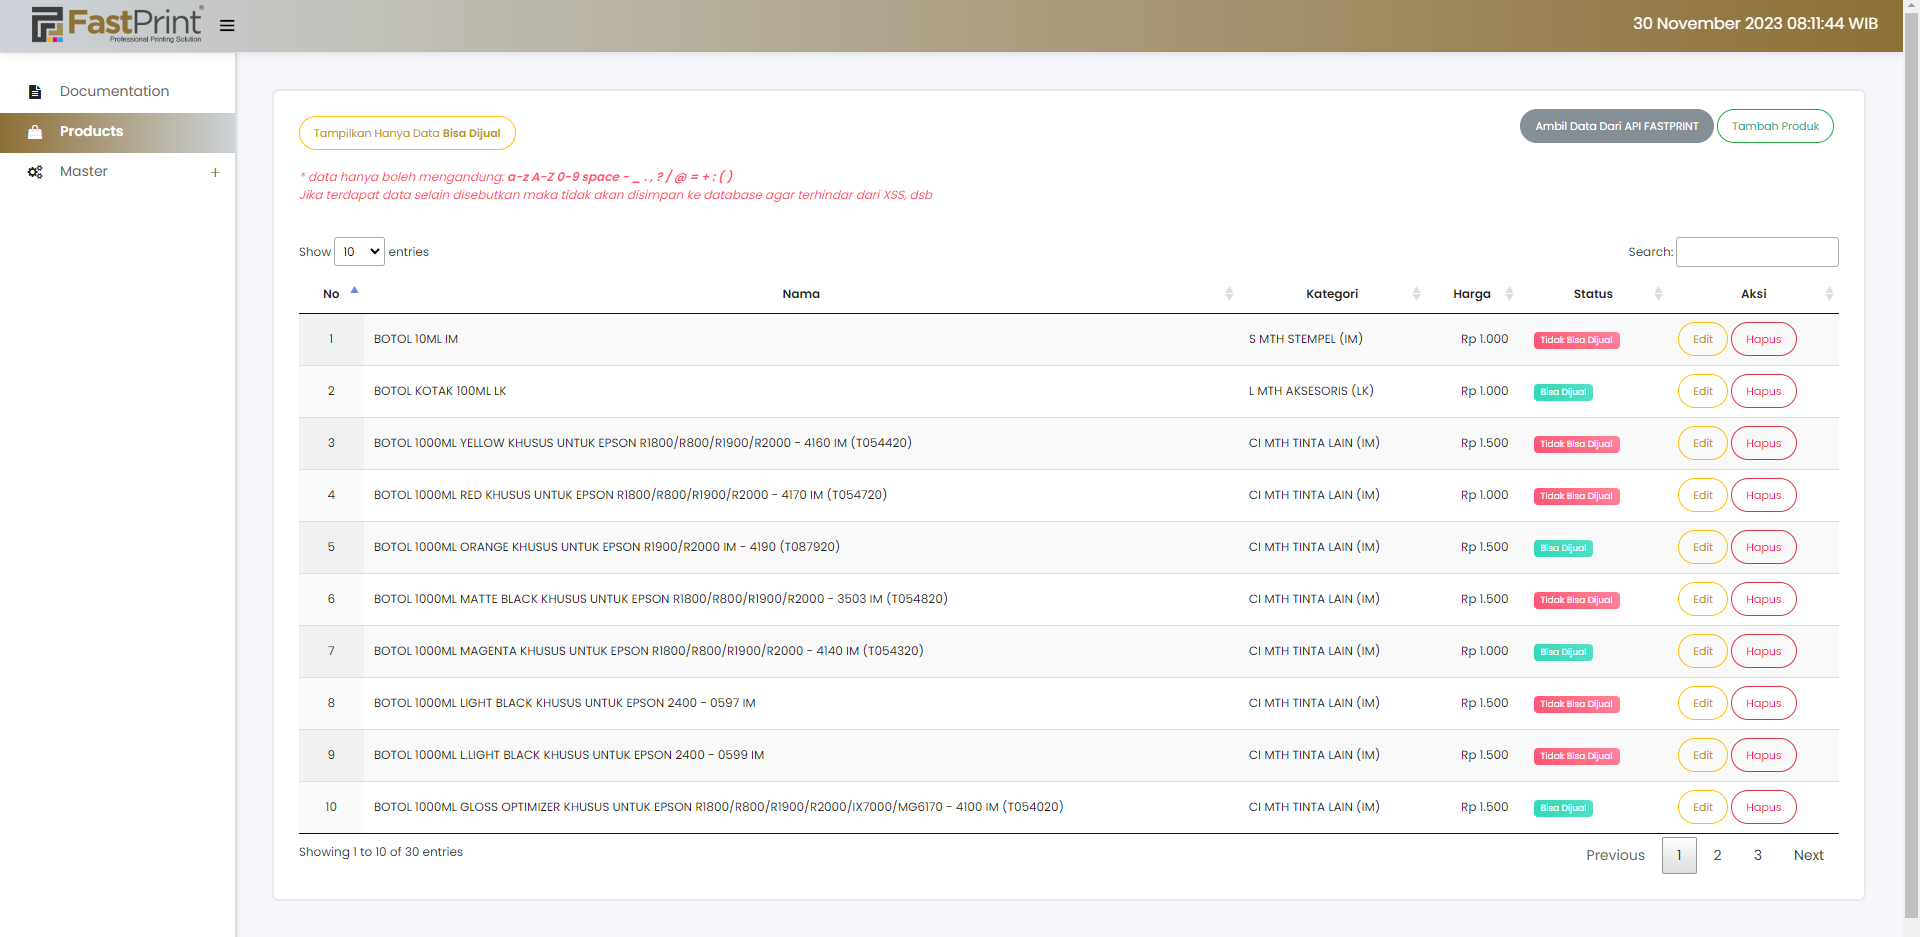 FastPrint®
Professional Printing Solution
30 November 2023 08:11:44 WIB
Documentation
Products
Master +
Tampilkan Hanya Data Bisa Dijual
Ambil Data Dari API FASTPRINT
Tambah Produk
* data hanya boleh mengandung: a-z A-Z 0-9 space - _ . , ? / @ = + : ( )
Jika terdapat data selain disebutkan maka tidak akan disimpan ke database agar terhindar dari XSS, dsb
Show 10 entries
Search:
No Nama Kategori Harga Status Aksi
1 BOTOL 10ML IM S MTH STEMPEL (IM) Rp 1.000 Tidak Bisa Dijual Edit Hapus
2 BOTOL KOTAK 100ML LK L MTH AKSESORIS (LK) Rp 1.000 Bisa Dijual Edit Hapus
3 BOTOL 1000ML YELLOW KHUSUS UNTUK EPSON R1800/R800/R1900/R2000 - 4160 IM (T054420) CI MTH TINTA LAIN (IM) Rp 1.500 Tidak Bisa Dijual Edit Hapus
4 BOTOL 1000ML RED KHUSUS UNTUK EPSON R1800/R800/R1900/R2000 - 4170 IM (T054720) CI MTH TINTA LAIN (IM) Rp 1.000 Tidak Bisa Dijual Edit Hapus
5 BOTOL 1000ML ORANGE KHUSUS UNTUK EPSON R1900/R2000 IM - 4190 (T087920) CI MTH TINTA LAIN (IM) Rp 1.500 Bisa Dijual Edit Hapus
6 BOTOL 1000ML MATTE BLACK KHUSUS UNTUK EPSON R1800/R800/R1900/R2000 - 3503 IM (T054820) CI MTH TINTA LAIN (IM) Rp 1.500 Tidak Bisa Dijual Edit Hapus
7 BOTOL 1000ML MAGENTA KHUSUS UNTUK EPSON R1800/R800/R1900/R2000 - 4140 IM (T054320) CI MTH TINTA LAIN (IM) Rp 1.000 Bisa Dijual Edit Hapus
8 BOTOL 1000ML LIGHT BLACK KHUSUS UNTUK EPSON 2400 - 0597 IM CI MTH TINTA LAIN (IM) Rp 1.500 Tidak Bisa Dijual Edit Hapus
9 BOTOL 1000ML L.LIGHT BLACK KHUSUS UNTUK EPSON 2400 - 0599 IM CI MTH TINTA LAIN (IM) Rp 1.500 Tidak Bisa Dijual Edit Hapus
10 BOTOL 1000ML GLOSS OPTIMIZER KHUSUS UNTUK EPSON R1800/R800/R1900/R2000/IX7000/MG6170 - 4100 IM (T054020) CI MTH TINTA LAIN (IM) Rp 1.500 Bisa Dijual Edit Hapus
Showing 1 to 10 of 30 entries
Previous 1 2 3 Next